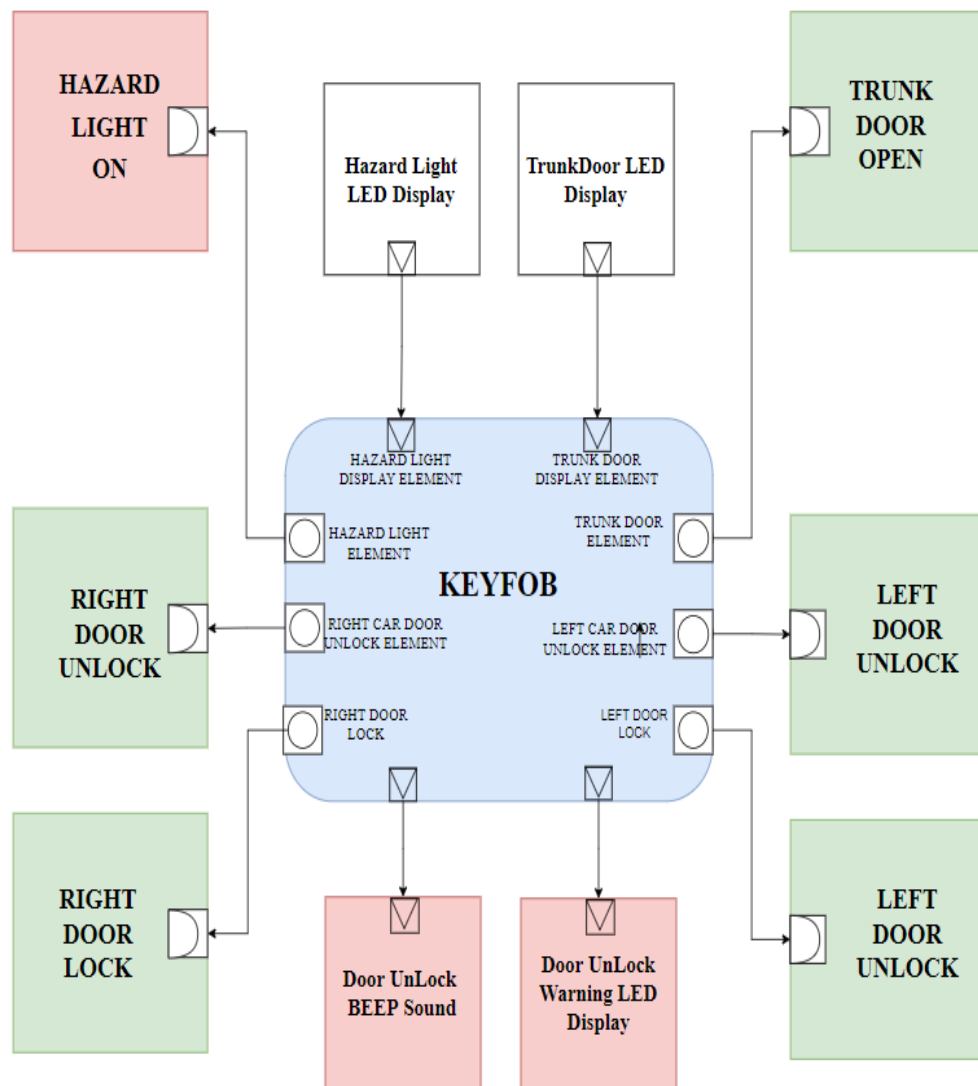 HAZARD
LIGHT
ON
Hazard Light
LED Display
TrunkDoor LED
Display
TRUNK
DOOR
OPEN
HAZARD LIGHT
DISPLAY ELEMENT
TRUNK DOOR
DISPLAY ELEMENT
HAZARD LIGHT
ELEMENT
TRUNK DOOR
ELEMENT
KEYFOB
RIGHT
DOOR
UNLOCK
RIGHT CAR DOOR
UNLOCK ELEMENT
LEFT CAR DOOR
UNLOCK ELEMENT
LEFT
DOOR
UNLOCK
RIGHT DOOR
LOCK
LEFT DOOR
LOCK
RIGHT
DOOR
LOCK
Door UnLock
BEEP Sound
Door UnLock
Warning LED
Display
LEFT
DOOR
UNLOCK